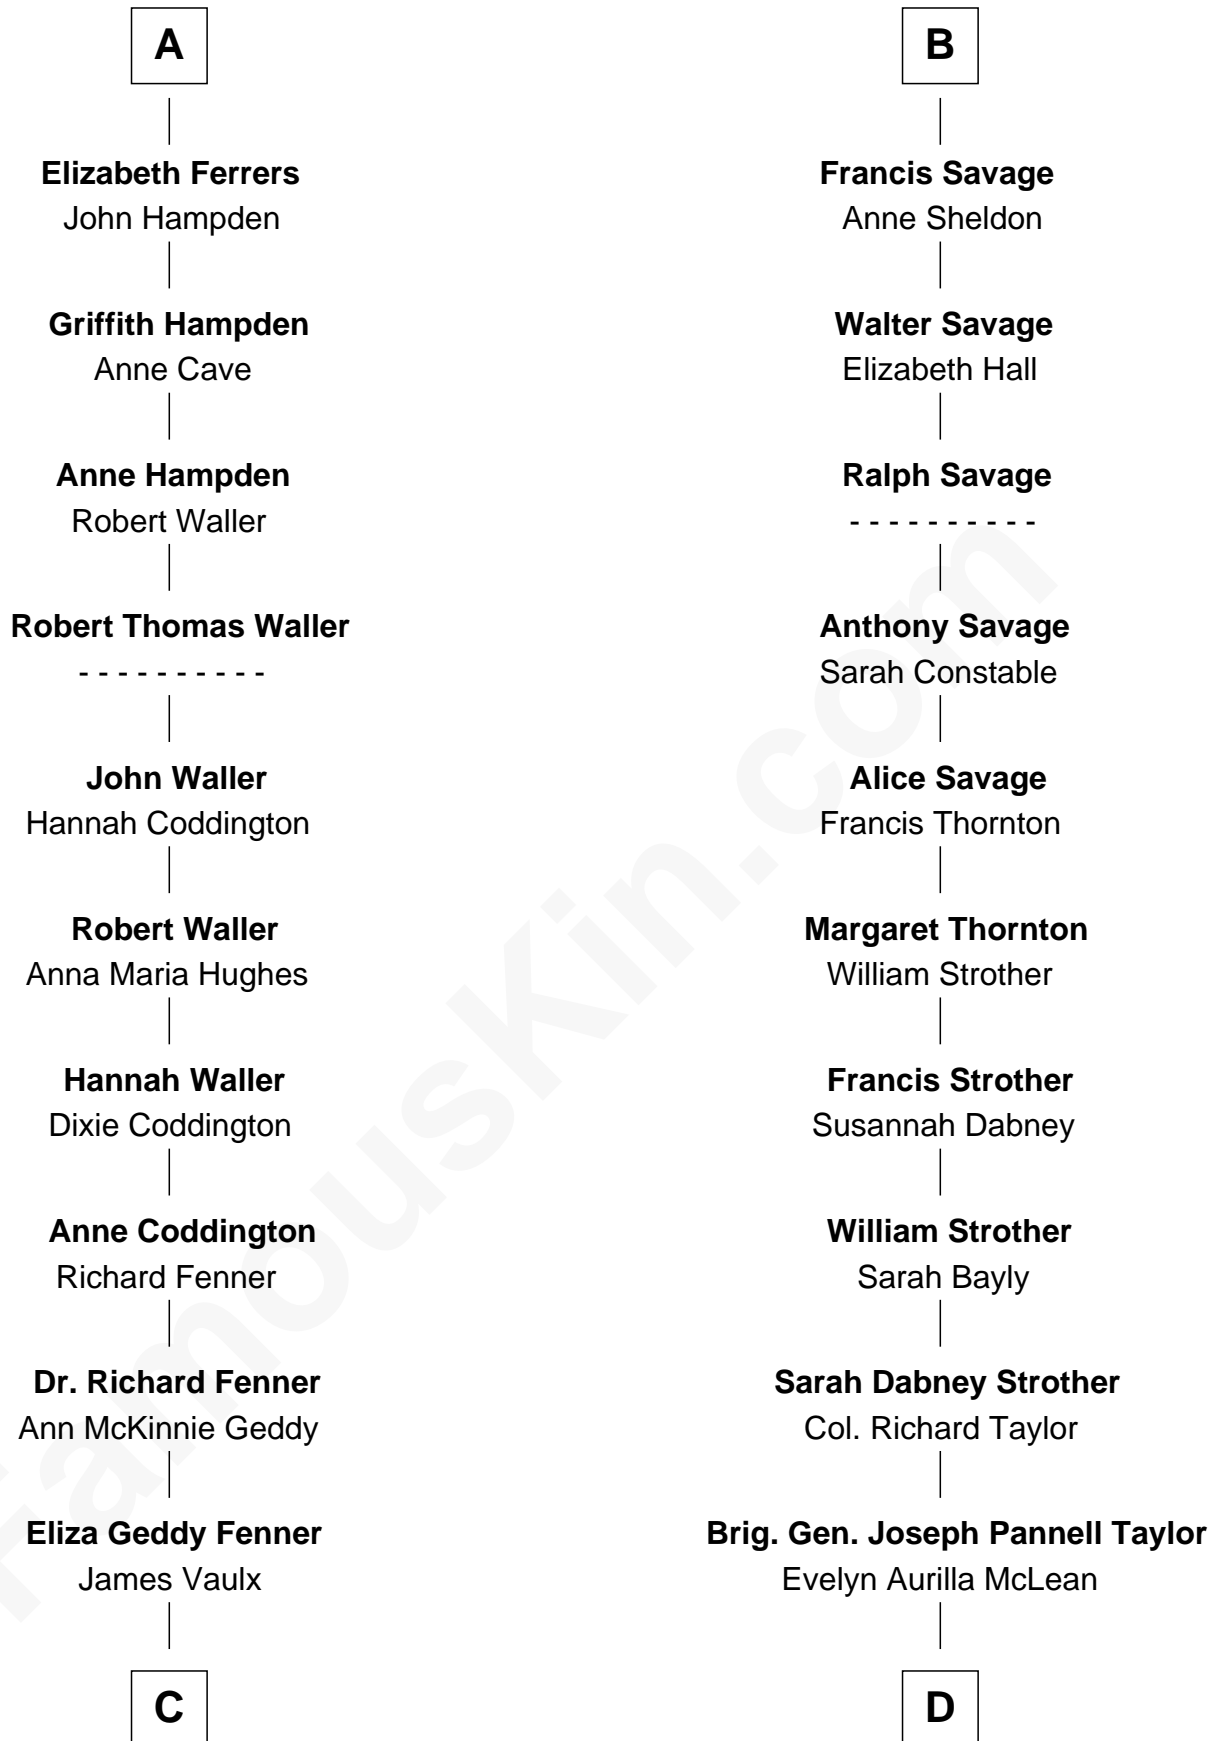 A
Elizabeth Ferrers
John Hampden
Griffith Hampden
Anne Cave
Anne Hampden
Robert Waller
Robert Thomas Waller
- - - - - - - - - -
John Waller
Hannah Coddington
Robert Waller
Anna Maria Hughes
Hannah Waller
Dixie Coddington
Anne Coddington
Richard Fenner
Dr. Richard Fenner
Ann McKinnie Geddy
Eliza Geddy Fenner
James Vaulx
C
B
Francis Savage
Anne Sheldon
Walter Savage
Elizabeth Hall
Ralph Savage
- - - - - - - - - -
Anthony Savage
Sarah Constable
Alice Savage
Francis Thornton
Margaret Thornton
William Strother
Francis Strother
Susannah Dabney
William Strother
Sarah Bayly
Sarah Dabney Strother
Col. Richard Taylor
Brig. Gen. Joseph Pannell Taylor
Evelyn Aurilla McLean
D
FamousKin.com